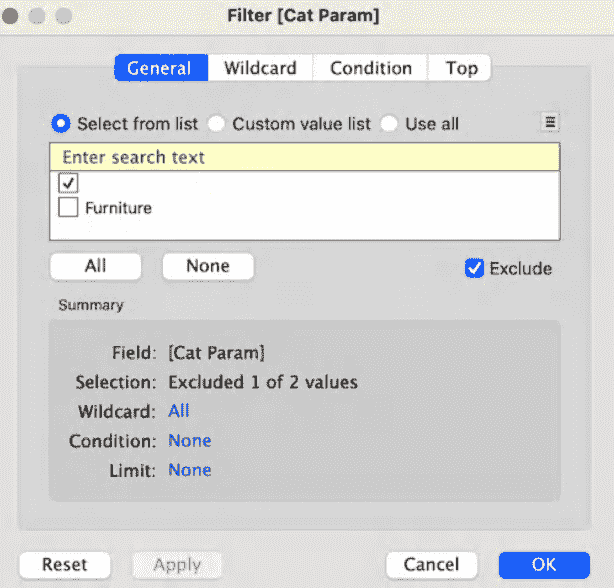 Filter [Cat Param]
General Wildcard Condition Top
Select from list Custom value list Use all
Enter search text
Furniture
All None Exclude
Summary
Field: [Cat Param]
Selection: Excluded 1 of 2 values
Wildcard: All
Condition: None
Limit: None
Reset Apply Cancel OK